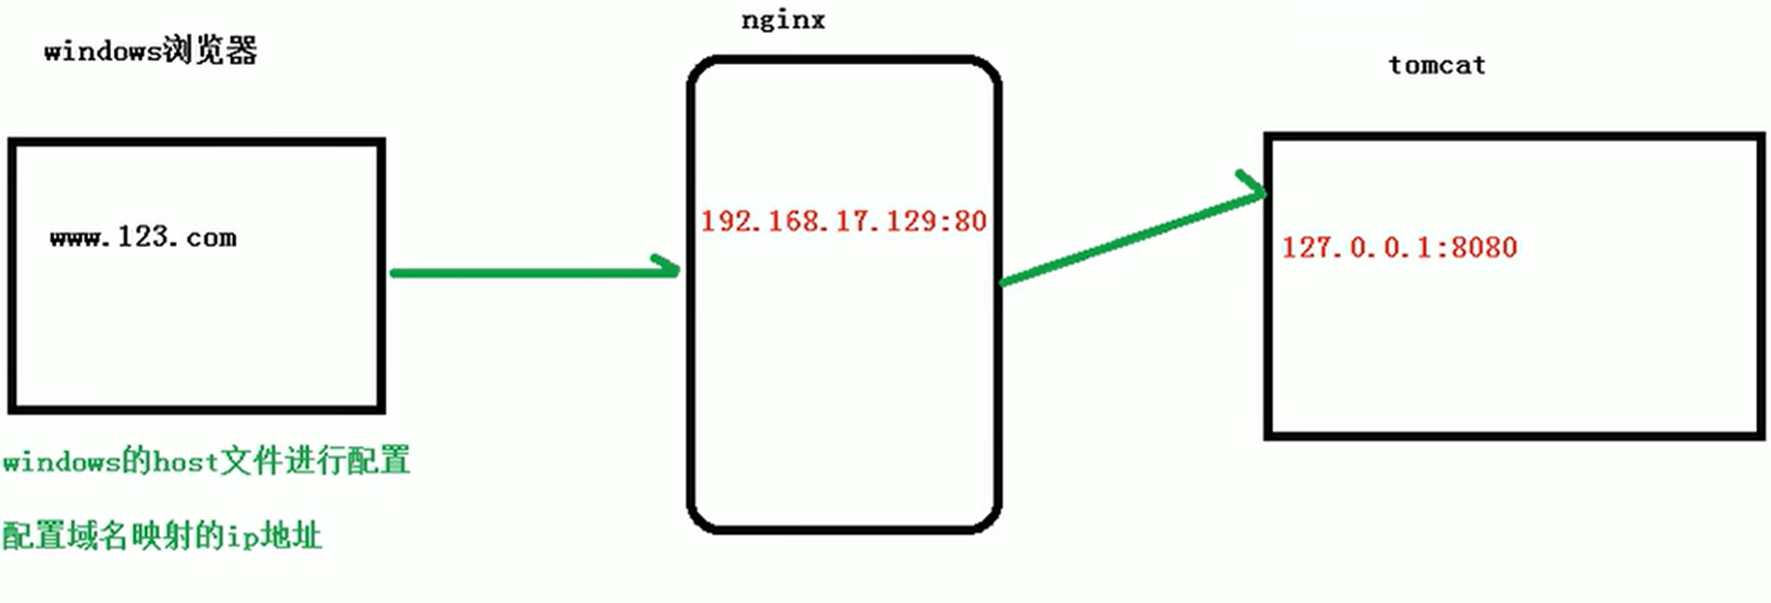 nginx
windows浏览器
tomcat
www.123.com
192.168.17.129:80
127.0.0.1:8080
windows的host文件进行配置
配置域名映射的ip地址